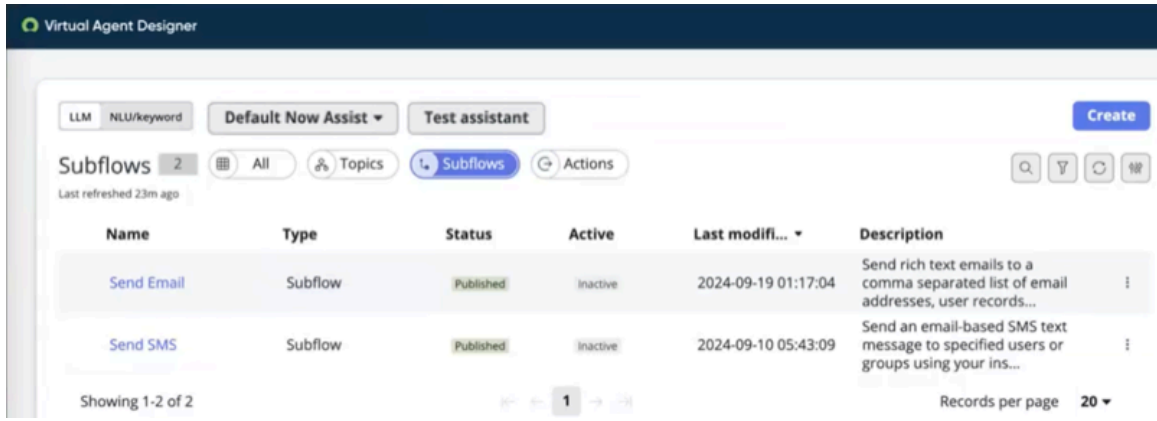 Virtual Agent Designer
LLM NLU/keyword Default Now Assist Test assistant Create
Subflows 2 All Topics Subflows Actions
Last refreshed 23m ago
Name Type Status Active Last modifi... Description
Send Email Subflow Published Inactive 2024-09-19 01:17:04 Send rich text emails to a
comma separated list of email
addresses, user records...
Send SMS Subflow Published Inactive 2024-09-10 05:43:09 Send an email-based SMS text
message to specified users or
groups using your ins...
Showing 1-2 of 2 1 Records per page 20